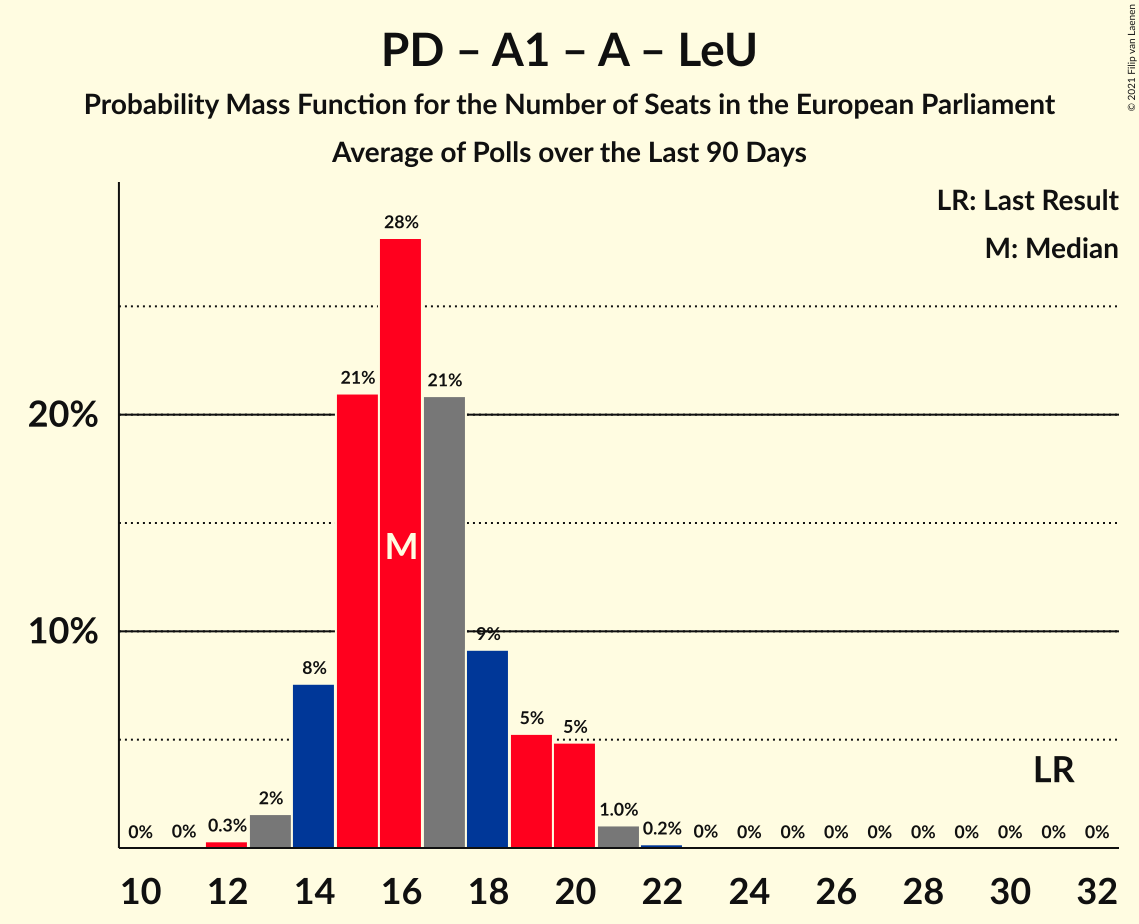 PD – A1 – A – LeU
Probability Mass Function for the Number of Seats in the European Parliament
Average of Polls over the Last 90 Days
© 2021 Filip van Laenen
LR: Last Result
M: Median
28%
21%
21%
20%
M
10%
9%
8%
5%
5%
LR
2%
1.0%
0% 0% 0.3% 0.2% 0% 0% 0% 0% 0% 0% 0% 0% 0% 0%
10 12 14 16 18 20 22 24 26 28 30 32